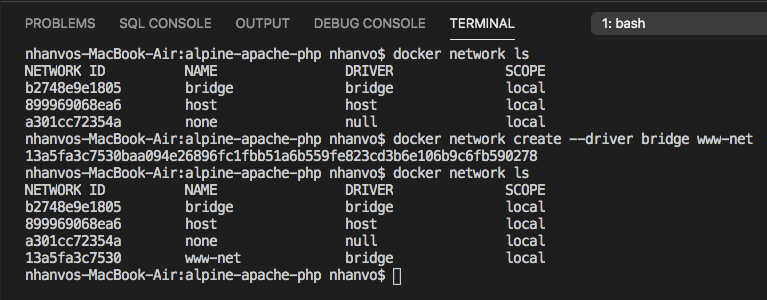 PROBLEMS SQL CONSOLE OUTPUT DEBUG CONSOLE TERMINAL 1: bash
nhanvos-MacBook-Air:alpine-apache-php nhanvo$ docker network ls
NETWORK ID NAME DRIVER SCOPE
b2748e9e1805 bridge bridge local
899969068ea6 host host local
a301cc72354a none null local
nhanvos-MacBook-Air:alpine-apache-php nhanvo$ docker network create --driver bridge www-net
13a5fa3c7530baa094e26896fc1fbb51a6b559fe823cd3b6e106b9c6fb590278
nhanvos-MacBook-Air:alpine-apache-php nhanvo$ docker network ls
NETWORK ID NAME DRIVER SCOPE
b2748e9e1805 bridge bridge local
899969068ea6 host host local
a301cc72354a none null local
13a5fa3c7530 www-net bridge local
nhanvos-MacBook-Air:alpine-apache-php nhanvo$